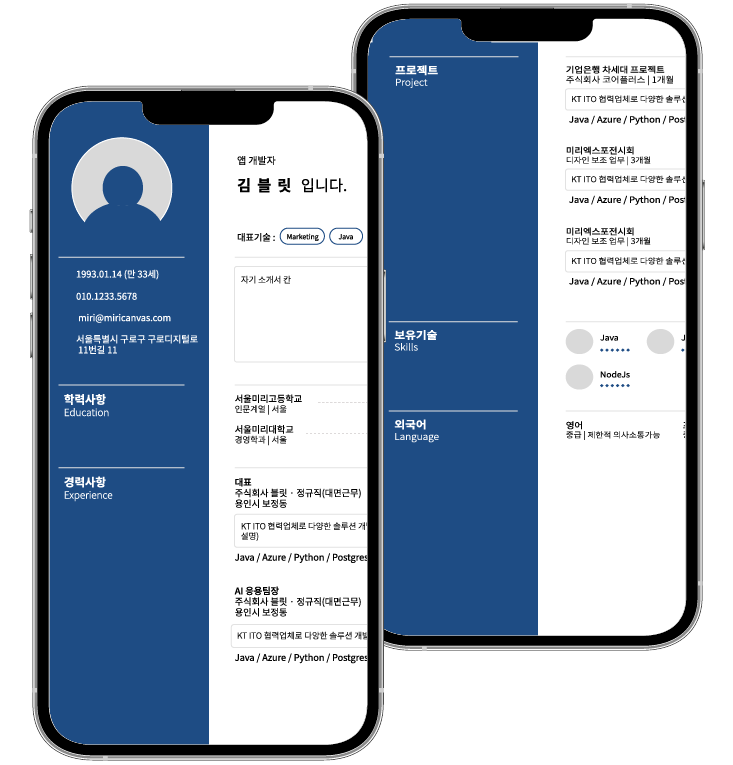 앱 개발자
김 블 릿 입니다.
대표기술 : Marketing Java
1993.01.14 (만 33세)
010.1233.5678
miri@miricanvas.com
서울특별시 구로구 구로디지털로
11번길 11
자기 소개서 칸
학력사항
Education
서울미리고등학교
인문계열 | 서울
서울미리대학교
경영학과 | 서울
경력사항
Experience
대표
주식회사 블릿 · 정규직(대면근무)
용인시 보정동
KT ITO 협력업체로 다양한 솔루션 개
설명)
Java / Azure / Python / Postgres
AI 응용팀장
주식회사 블릿 · 정규직(대면근무)
용인시 보정동
KT ITO 협력업체로 다양한 솔루션 개발
Java / Azure / Python / Postgres
프로젝트
Project
기업은행 차세대 프로젝트
주식회사 코어플러스 | 1개월
KT ITO 협력업체로 다양한 솔루션
Java / Azure / Python / Post
미리엑스포전시회
디자인 보조 업무 | 3개월
KT ITO 협력업체로 다양한 솔루션
Java / Azure / Python / Post
미리엑스포전시회
디자인 보조 업무 | 3개월
KT ITO 협력업체로 다양한 솔루션
Java / Azure / Python / Post
보유기술
Skills
Java
NodeJs
외국어
Language
영어
중급 | 제한적 의사소통가능